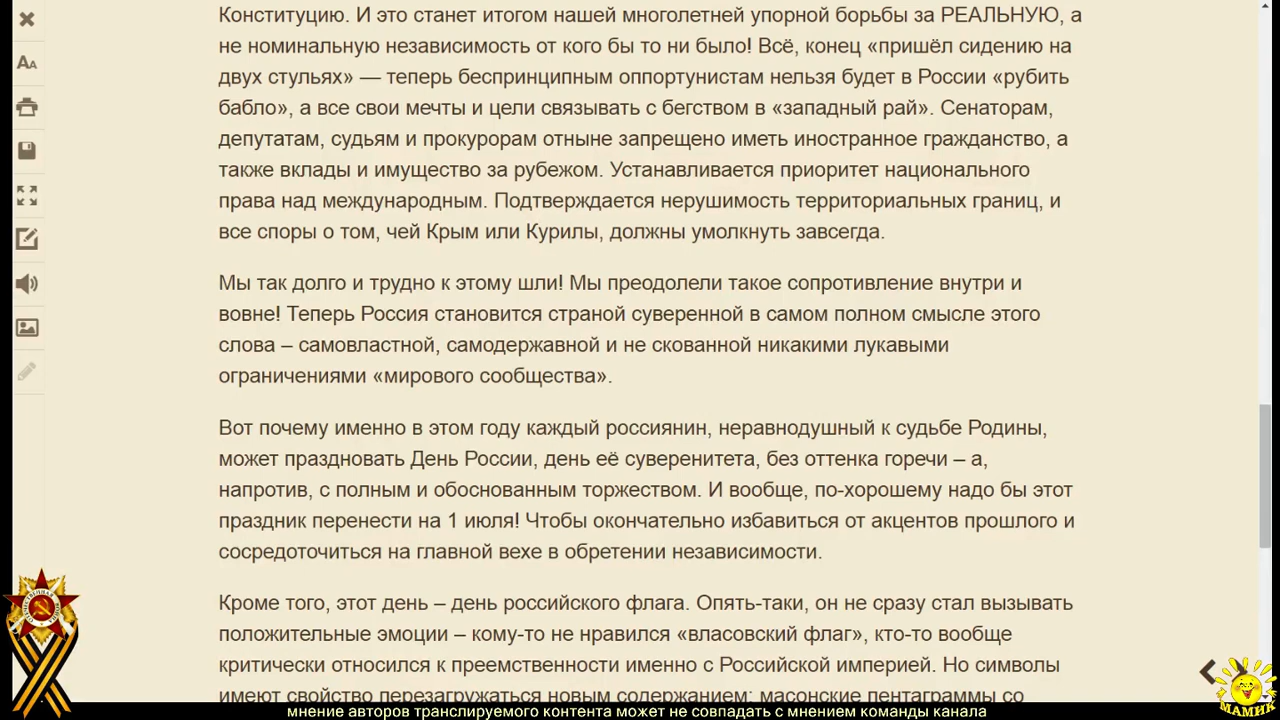 Конституцию. И это станет итогом нашей многолетней упорной борьбы за РЕАЛЬНУЮ, а
не номинальную независимость от кого бы то ни было! Всё, конец «пришёл сидению на
двух стульях» — теперь беспринципным оппортунистам нельзя будет в России «рубить
бабло», а все свои мечты и цели связывать с бегством в «западный рай». Сенаторам,
депутатам, судьям и прокурорам отныне запрещено иметь иностранное гражданство, а
также вклады и имущество за рубежом. Устанавливается приоритет национального
права над международным. Подтверждается нерушимость территориальных границ, и
все споры о том, чей Крым или Курилы, должны умолкнуть завсегда.
Мы так долго и трудно к этому шли! Мы преодолели такое сопротивление внутри и
вовне! Теперь Россия становится страной суверенной в самом полном смысле этого
слова – самовластной, самодержавной и не скованной никакими лукавыми
ограничениями «мирового сообщества».
Вот почему именно в этом году каждый россиянин, неравнодушный к судьбе Родины,
может праздновать День России, день её суверенитета, без оттенка горечи – а,
напротив, с полным и обоснованным торжеством. И вообще, по-хорошему надо бы этот
праздник перенести на 1 июля! Чтобы окончательно избавиться от акцентов прошлого и
сосредоточиться на главной вехе в обретении независимости.
Кроме того, этот день – день российского флага. Опять-таки, он не сразу стал вызывать
положительные эмоции – кому-то не нравился «власовский флаг», кто-то вообще
критически относился к преемственности именно с Российской империей. Но символы
имеют свойство перезагружаться новым содержанием: масонские пентаграммы со
мнение авторов транслируемого контента может не совпадать с мнением команды канала
МАМИК